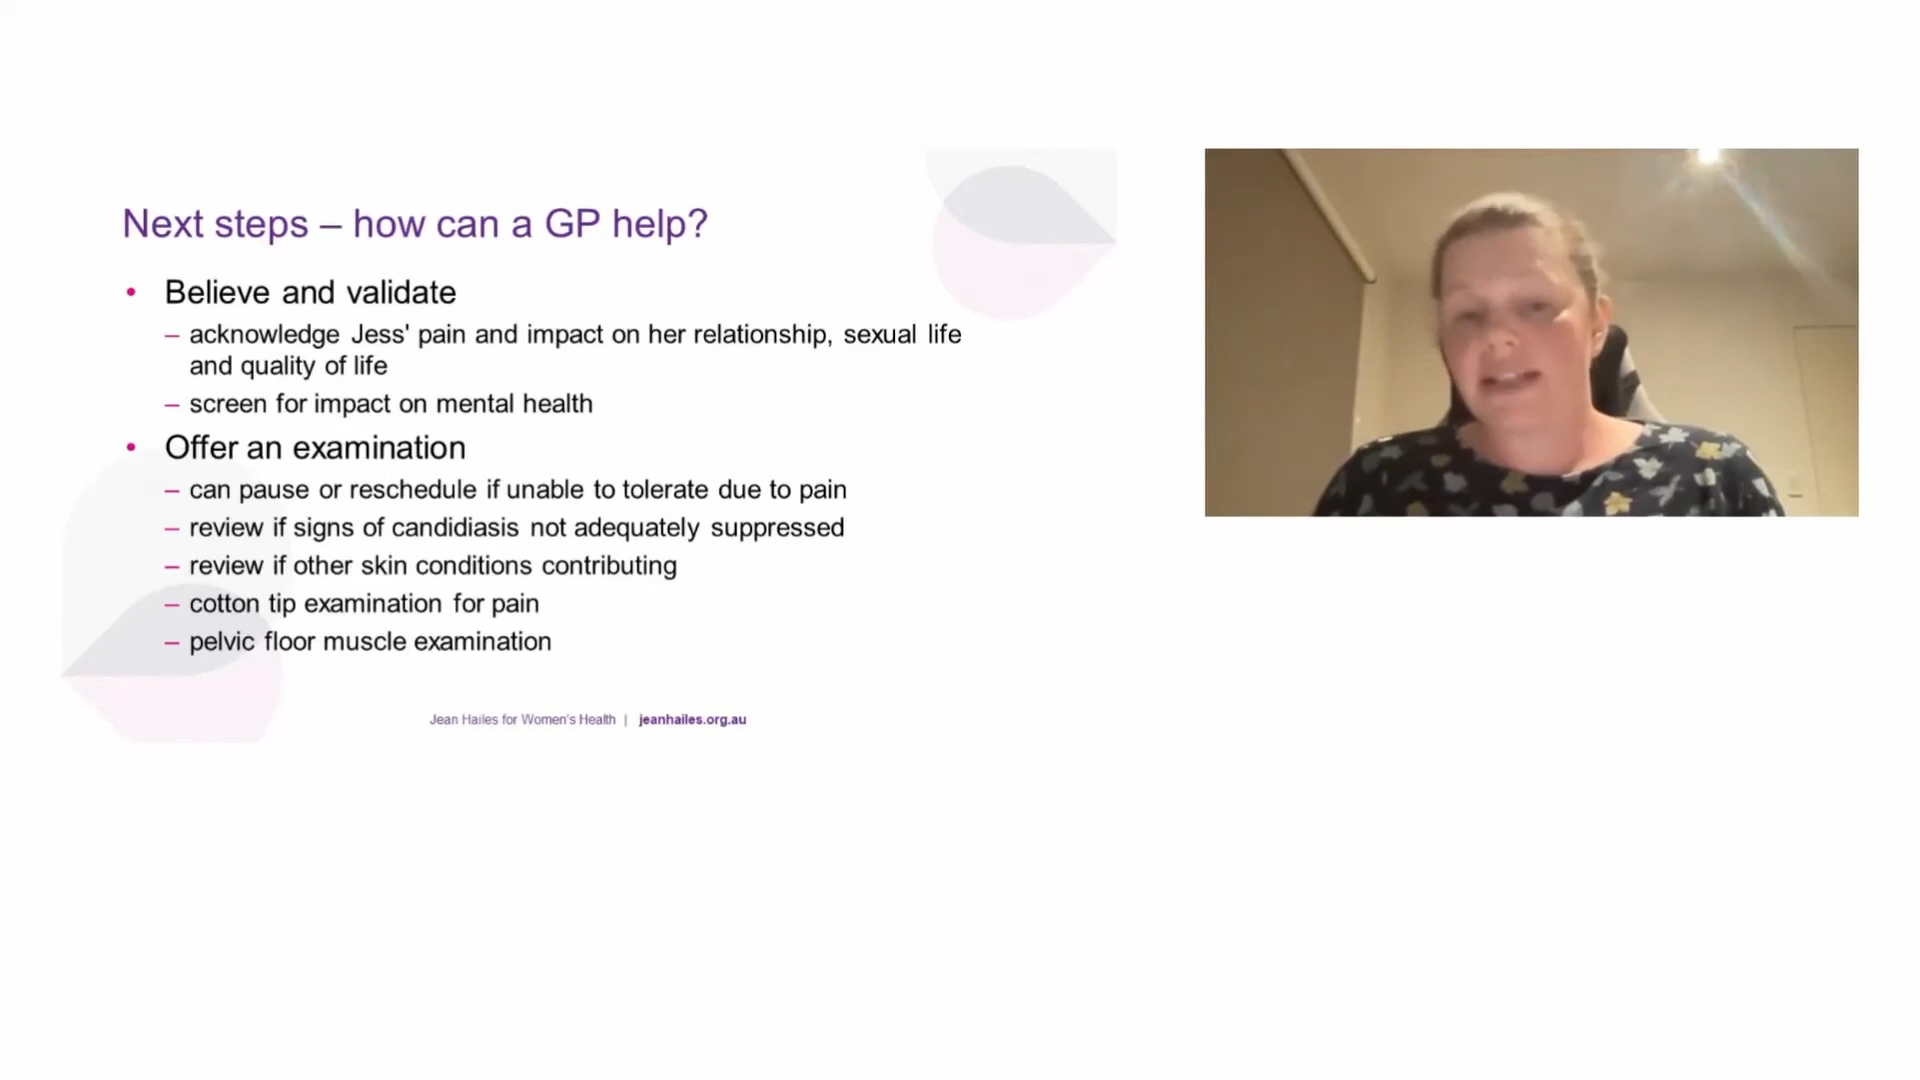 Next steps – how can a GP help?
• Believe and validate
– acknowledge Jess' pain and impact on her relationship, sexual life
and quality of life
– screen for impact on mental health
• Offer an examination
– can pause or reschedule if unable to tolerate due to pain
– review if signs of candidiasis not adequately suppressed
– review if other skin conditions contributing
– cotton tip examination for pain
– pelvic floor muscle examination
Jean Hailes for Women's Health | jeanhailes.org.au